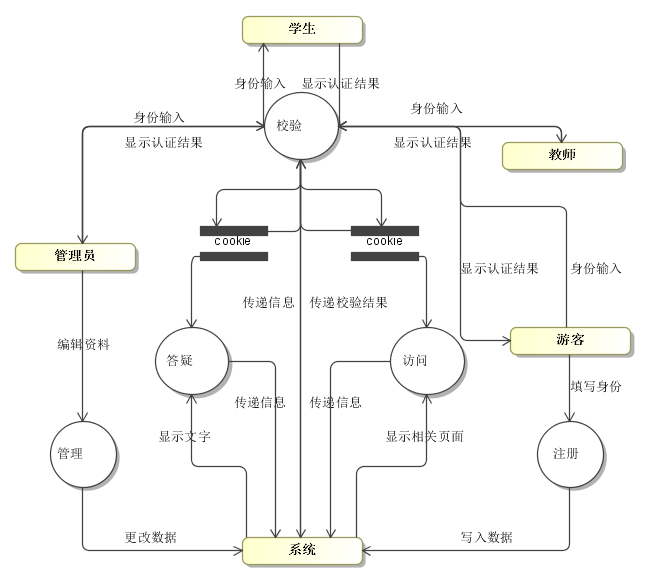 学生
身份输入
显示认证结果
身份输入
校验
身份输入
显示认证结果
显示认证结果
教师
cookie
cookie
管理员
显示认证结果
身份输入
传递信息
传递校验结果
编辑资料
答疑
访问
游客
填写身份
传递信息
传递信息
显示文字
显示相关页面
管理
注册
更改数据
系统
写入数据